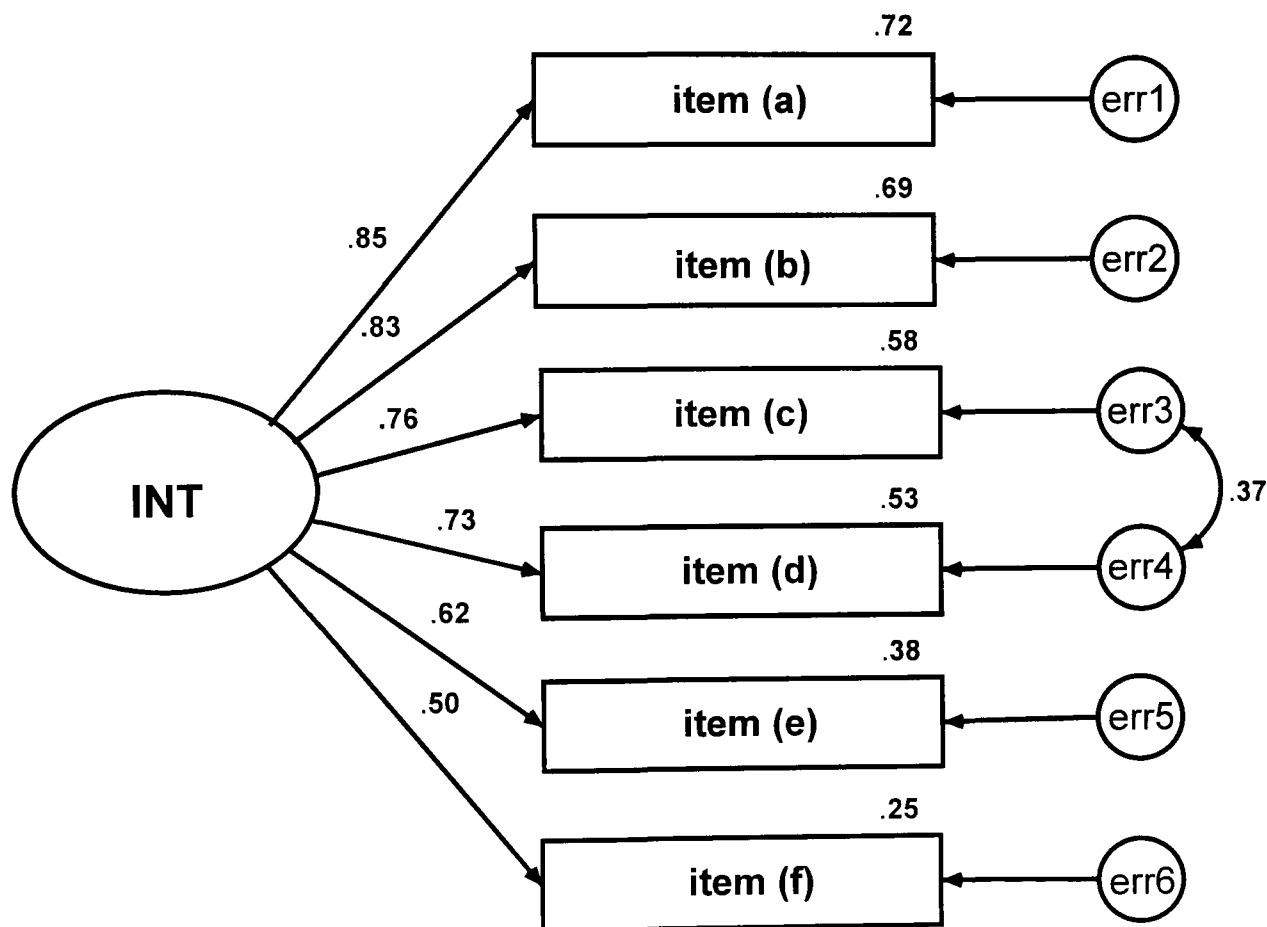 .72
item (a)
err1
.69
.85
item (b)
err2
.83
.58
.76
item (c)
err3
INT
.37
.53
.73
item (d)
err4
.62
.38
.50
item (e)
err5
.25
item (f)
err6